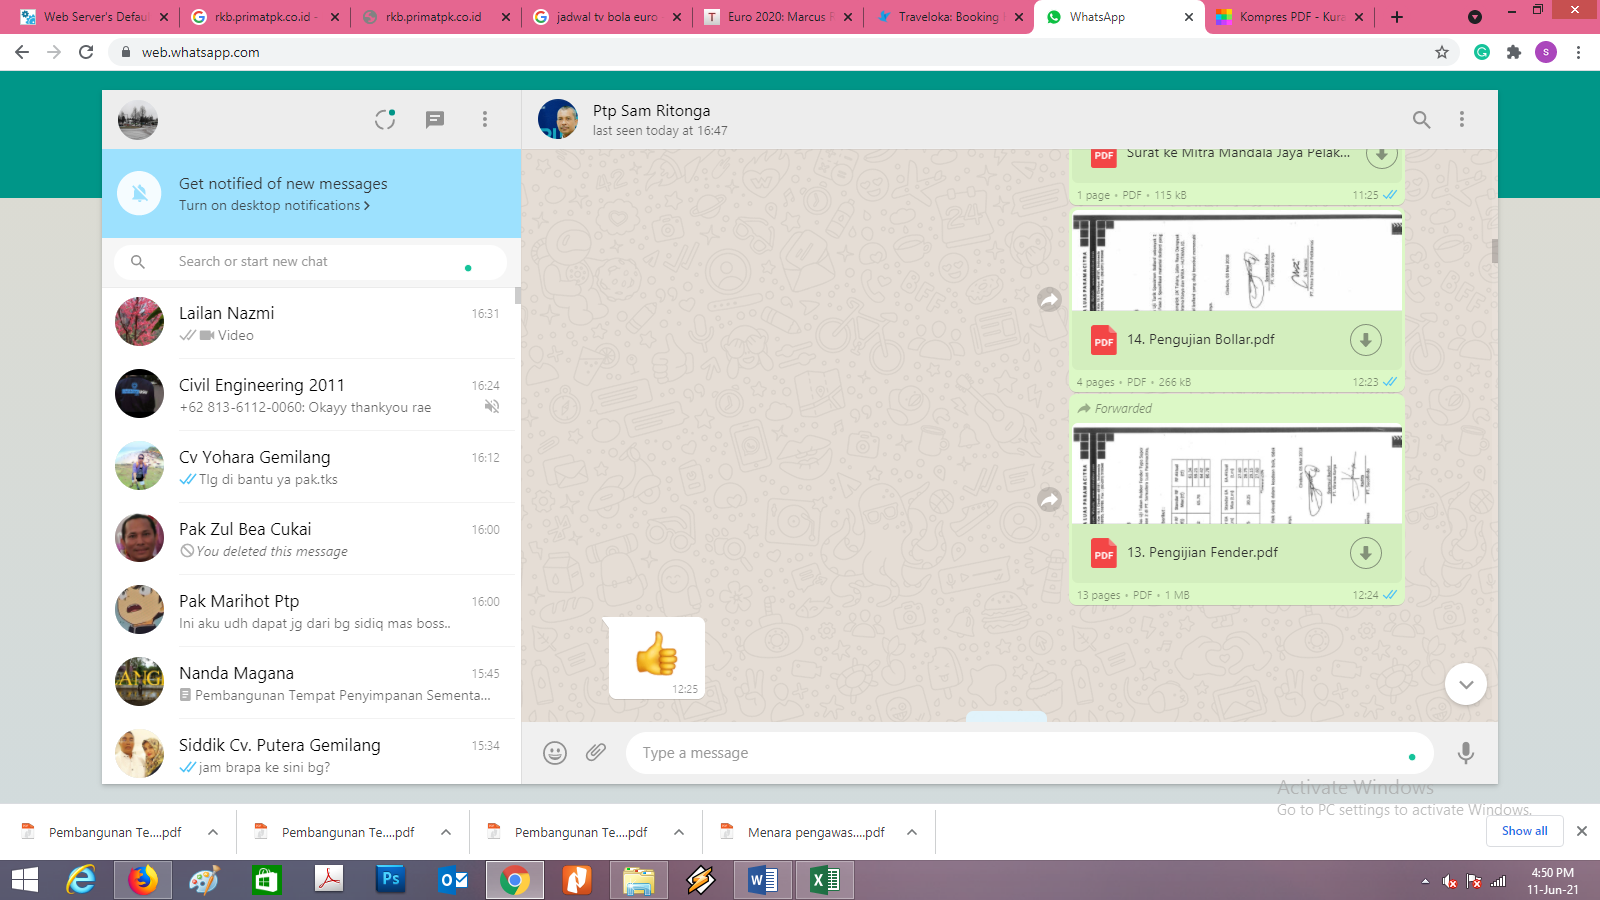 Web Server's Defau
rkb.primatpk.co.id -
rkb.primatpk.co.id
jadwal tv bola euro
Euro 2020: Marcus R
Traveloka: Booking
WhatsApp
Kompres PDF - Kura
web.whatsapp.com
Ptp Sam Ritonga
last seen today at 16:47
Get notified of new messages
Turn on desktop notifications
Search or start new chat
Lailan Nazmi
16:31
Video
Civil Engineering 2011
16:24
+62 813-6112-0060: Okayy thankyou rae
Cv Yohara Gemilang
16:12
Tlg di bantu ya pak.tks
Pak Zul Bea Cukai
16:00
You deleted this message
Pak Marihot Ptp
16:00
Ini aku udh dapat jg dari bg sidiq mas boss..
Nanda Magana
15:45
Pembangunan Tempat Penyimpanan Sementa...
Siddik Cv. Putera Gemilang
15:34
jam brapa ke sini bg?
PDF
Surat ke Mitra Mandala Jaya Pelak...
1 page • PDF • 115 kB
11:25
PDF
14. Pengujian Bollar.pdf
4 pages • PDF • 266 kB
12:23
Forwarded
PDF
13. Pengijian Fender.pdf
13 pages • PDF • 1 MB
12:24
12:25
Type a message
Activate Windows
Go to PC settings to activate Windows.
Pembangunan Te....pdf
Pembangunan Te....pdf
Pembangunan Te....pdf
Menara pengawas....pdf
Show all
4:50 PM
11-Jun-21